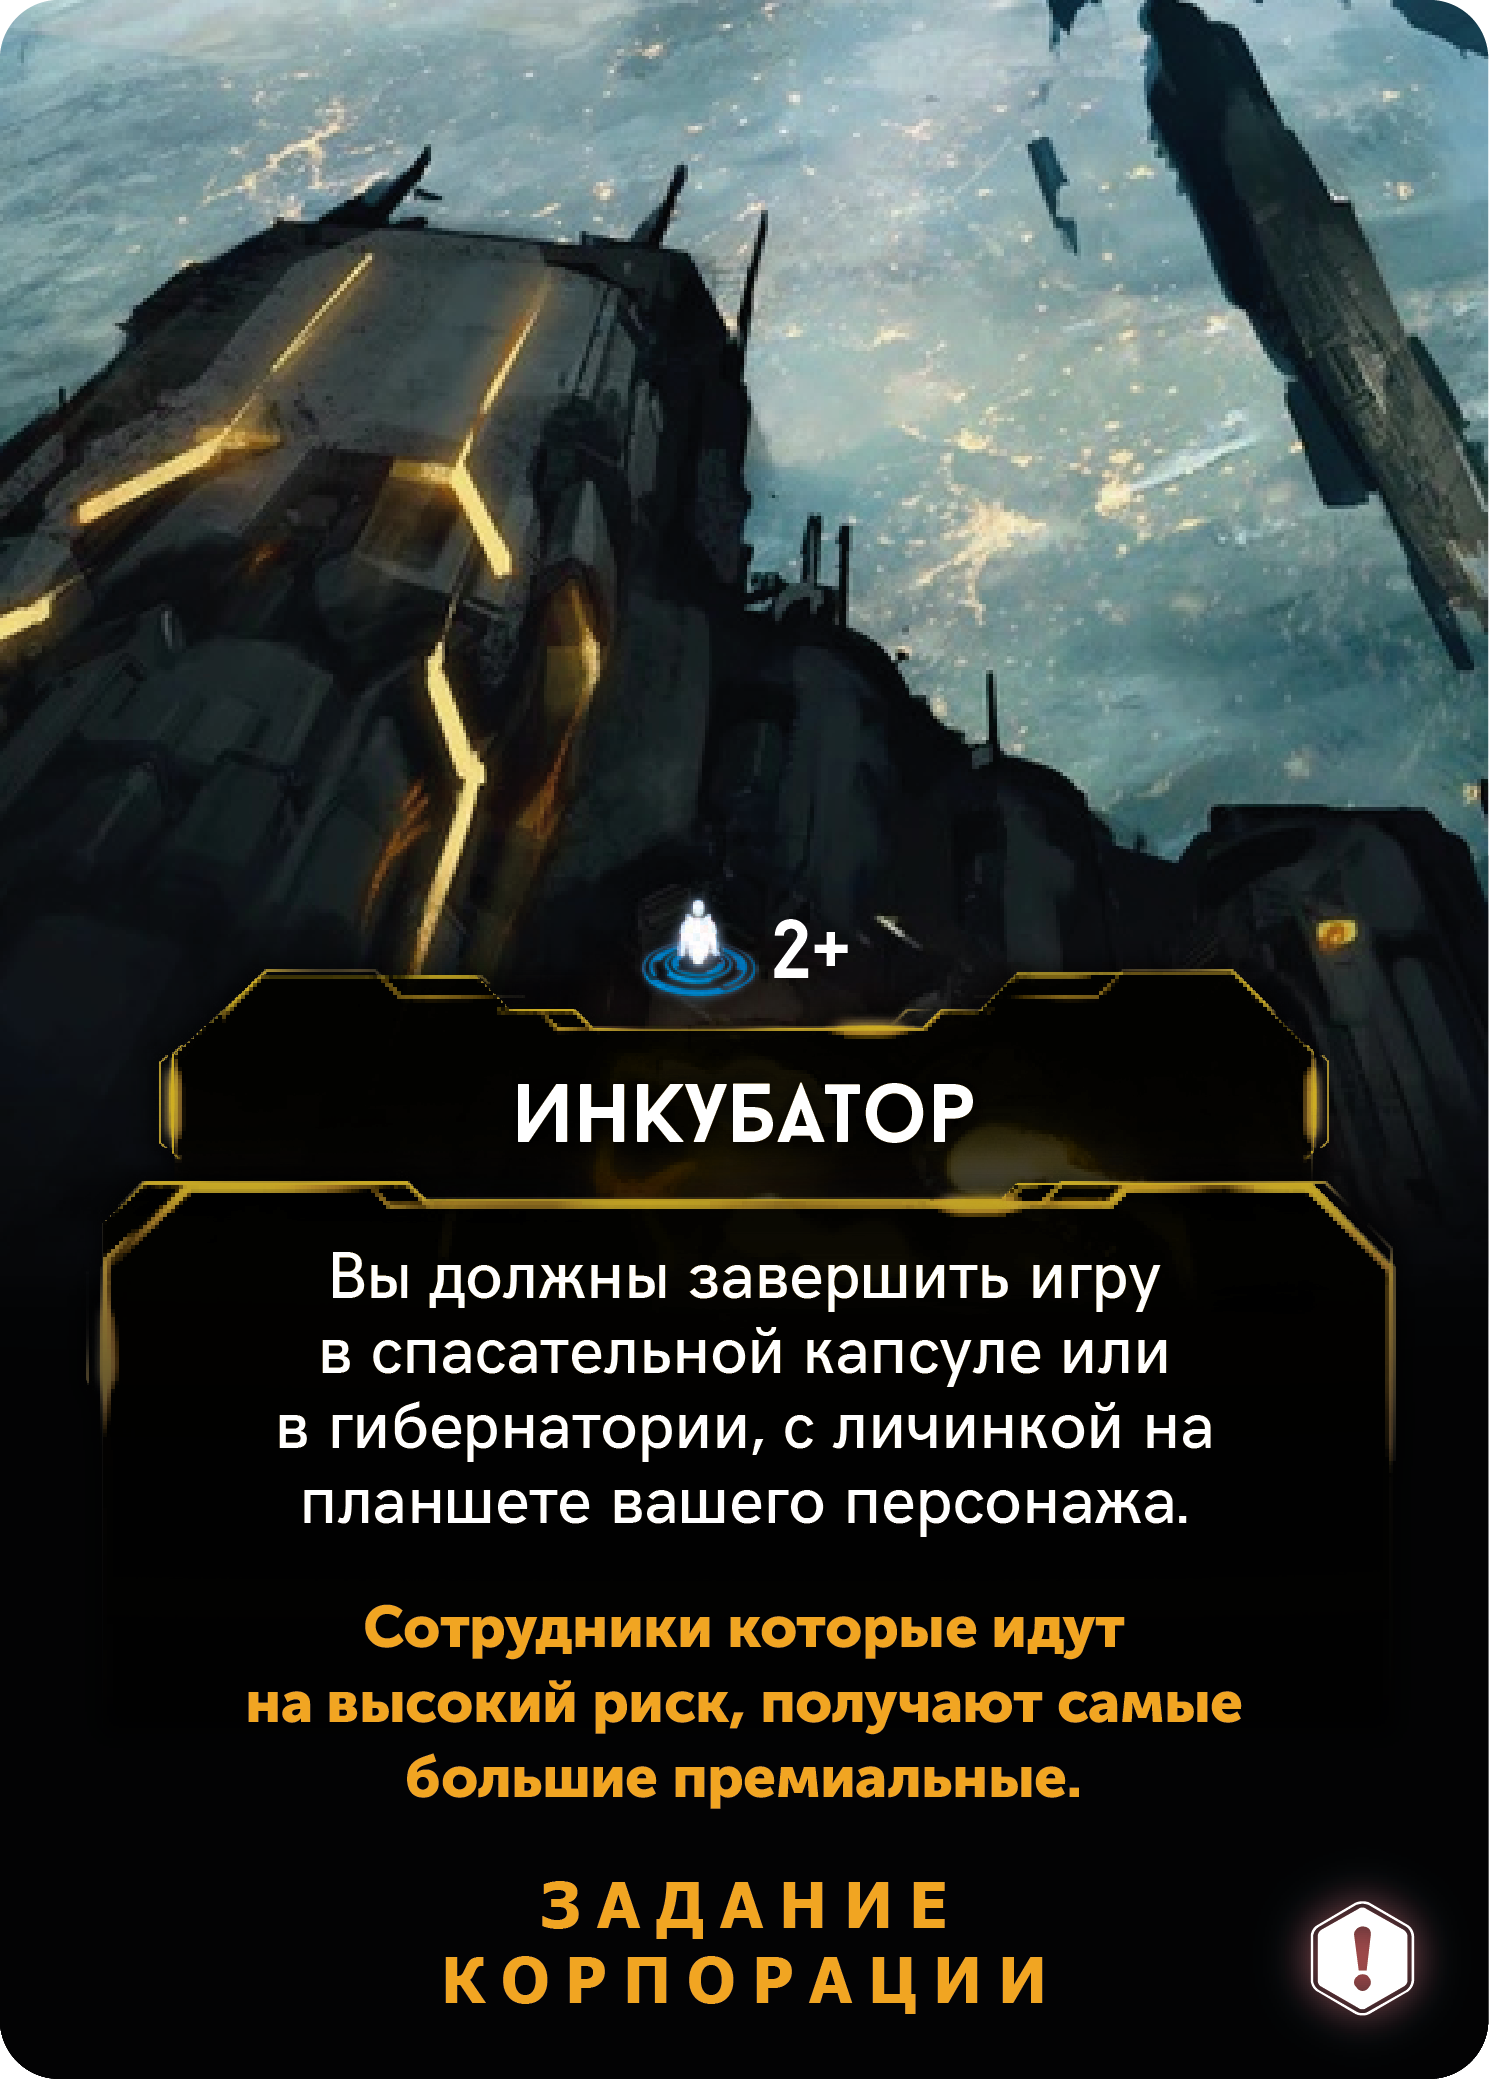 2+
ИНКУБАТОР
Вы должны завершить игру
в спасательной капсуле или
в гибернатории, с личинкой на
планшете вашего персонажа.
Сотрудники которые идут
на высокий риск, получают самые
большие премиальные.
ЗАДАНИЕ
КОРПОРАЦИИ
!